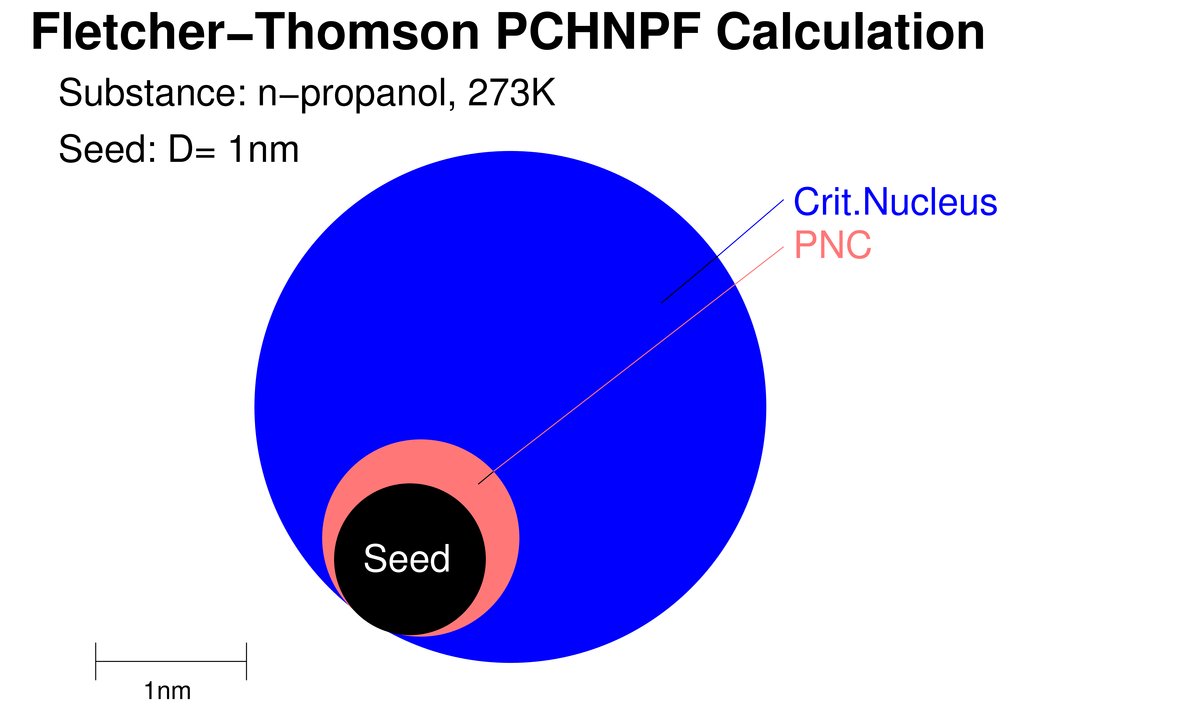 Fletcher−Thomson PCHNPF Calculation
Substance: n−propanol, 273K
Seed: D= 1nm
Crit.Nucleus
PNC
Seed
1nm